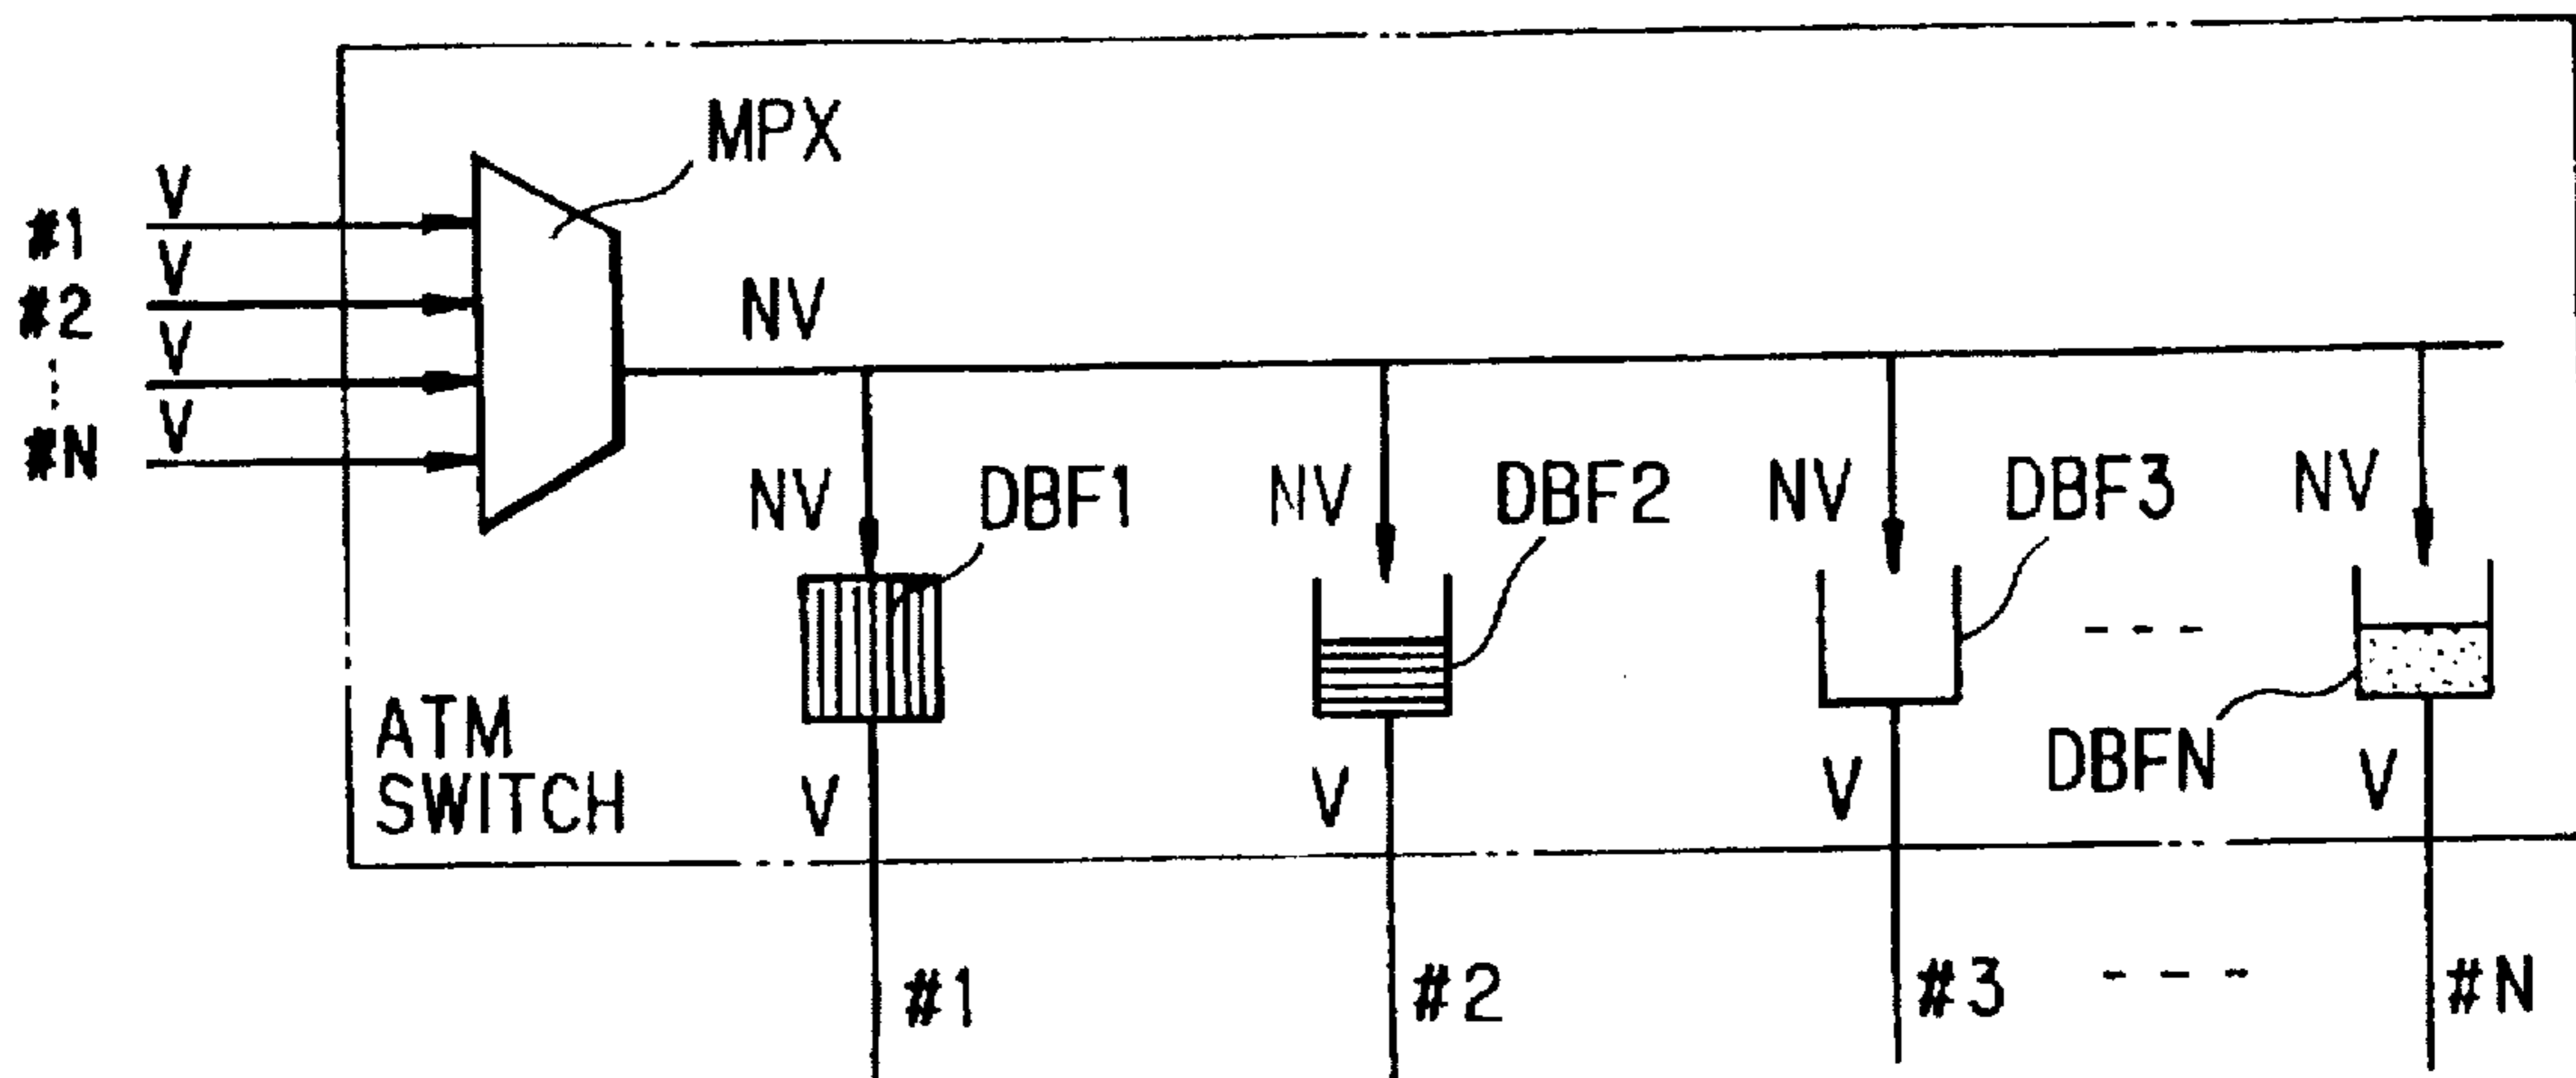 MPX
V
#1
V
#2
V
#N
V
NV
NV
DBF1
NV
DBF2
NV
DBF3
NV
ATM
SWITCH
V
V
V
DBFN
V
#1
#2
#3
#N